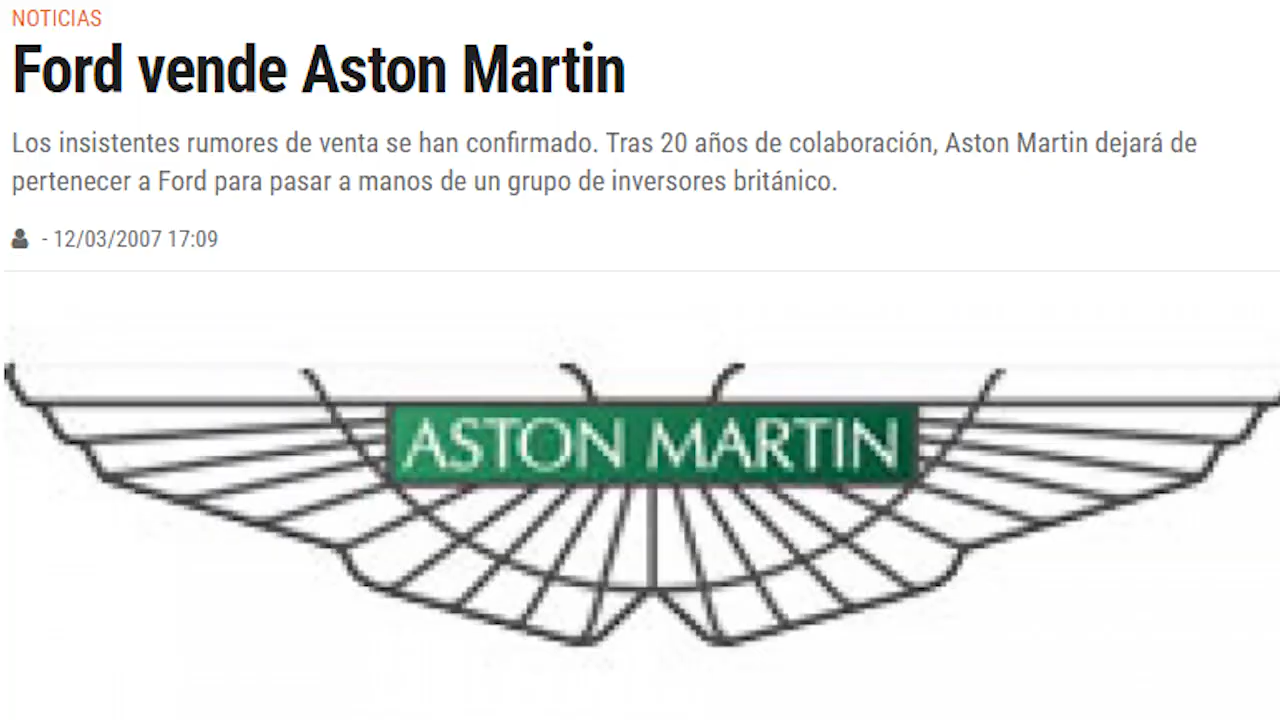 NOTICIAS
Ford vende Aston Martin
Los insistentes rumores de venta se han confirmado. Tras 20 años de colaboración, Aston Martin dejará de
pertenecer a Ford para pasar a manos de un grupo de inversores británico.
- 12/03/2007 17:09
ASTON MARTIN